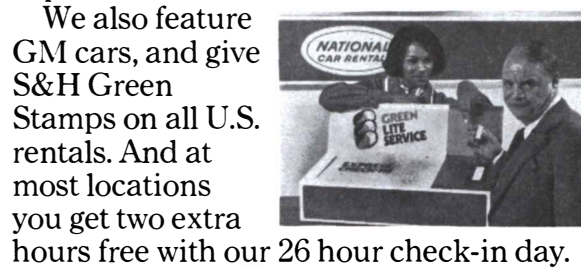 We also feature
GM cars, and give
S&H Green
Stamps on all U.S.
rentals. And at
most locations
you get two extra
hours free with our 26 hour check-in day.
NATIONAL
CAR RENTAL
GREEN
LITE
SERVICE
EXPRESS